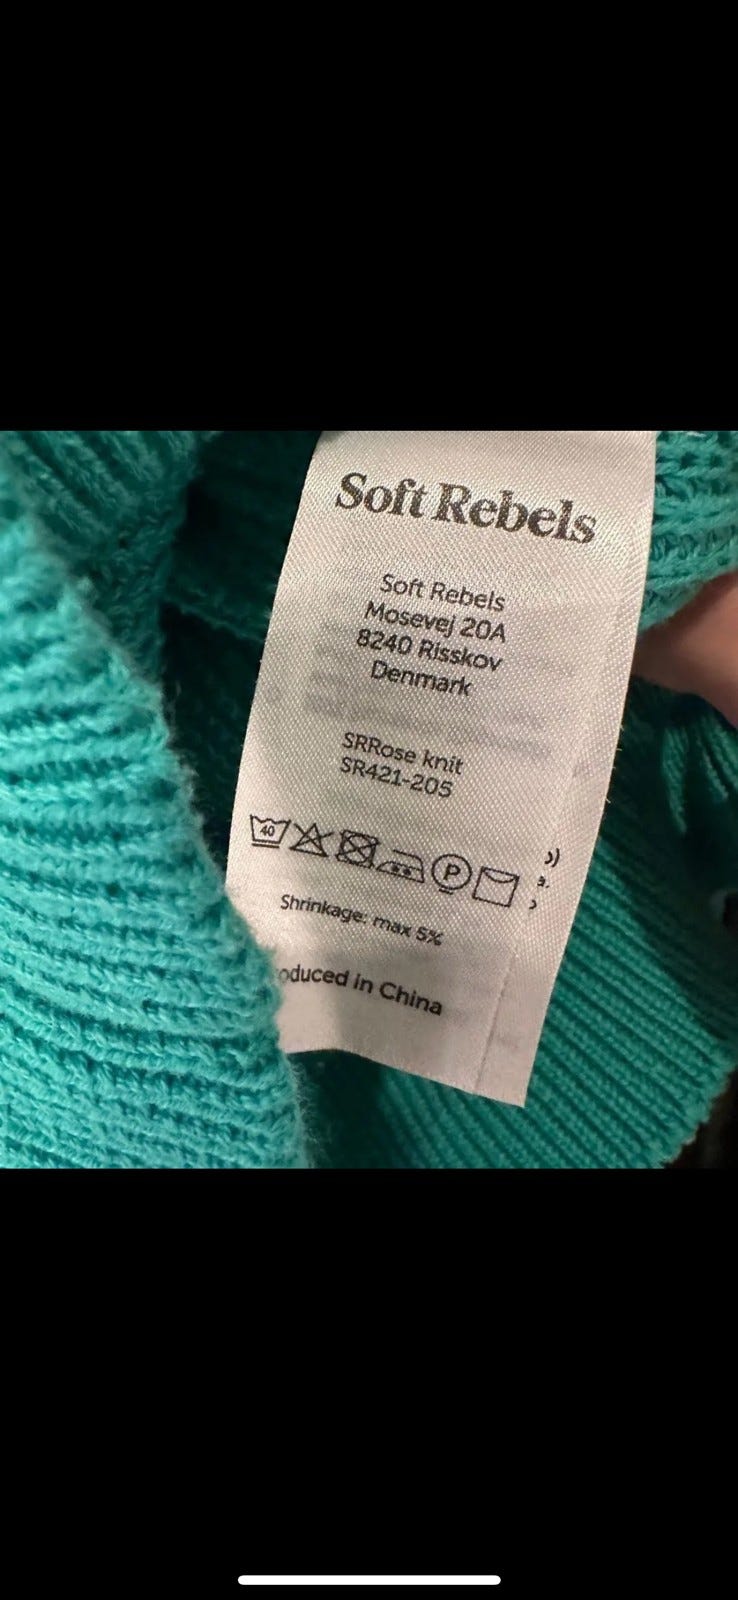 Soft Rebels
Soft Rebels
Mosevej 20A
8240 Risskov
Denmark
SRRose knit
SR421-205
40
P
Shrinkage: max 5%
oduced in China